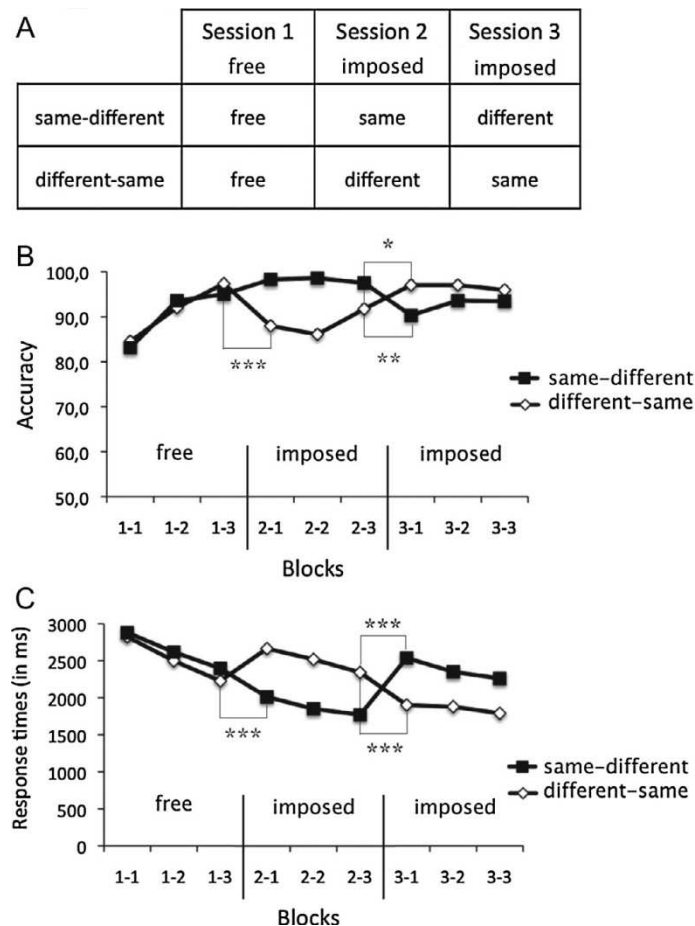 A
Session 1 Session 2 Session 3
free imposed imposed
same-different free same different
different-same free different same
B
Accuracy
100,0
90,0
80,0
70,0
60,0
50,0
*
***
**
same-different
different-same
free imposed imposed
1-1 1-2 1-3 2-1 2-2 2-3 3-1 3-2 3-3
Blocks
C
Response times (in ms)
3000
2500
2000
1500
1000
500
0
***
***
***
same-different
different-same
free imposed imposed
1-1 1-2 1-3 2-1 2-2 2-3 3-1 3-2 3-3
Blocks